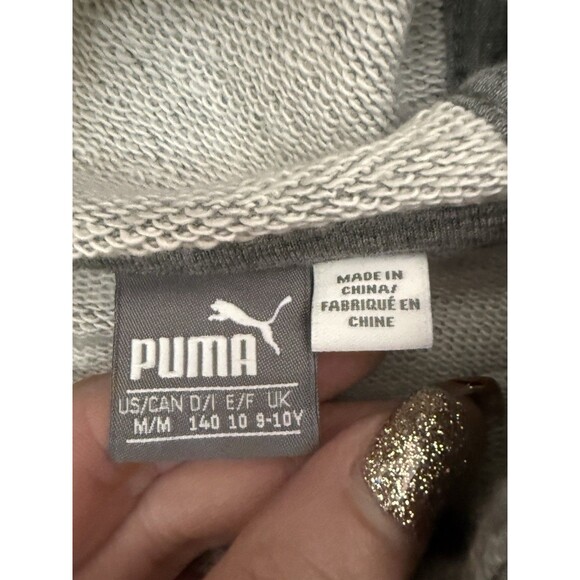 PUMA
US/CAN D/I E/F UK
M/M 140 10 9-10Y
MADE IN
CHINA/
FABRIQUÉ EN
CHINE